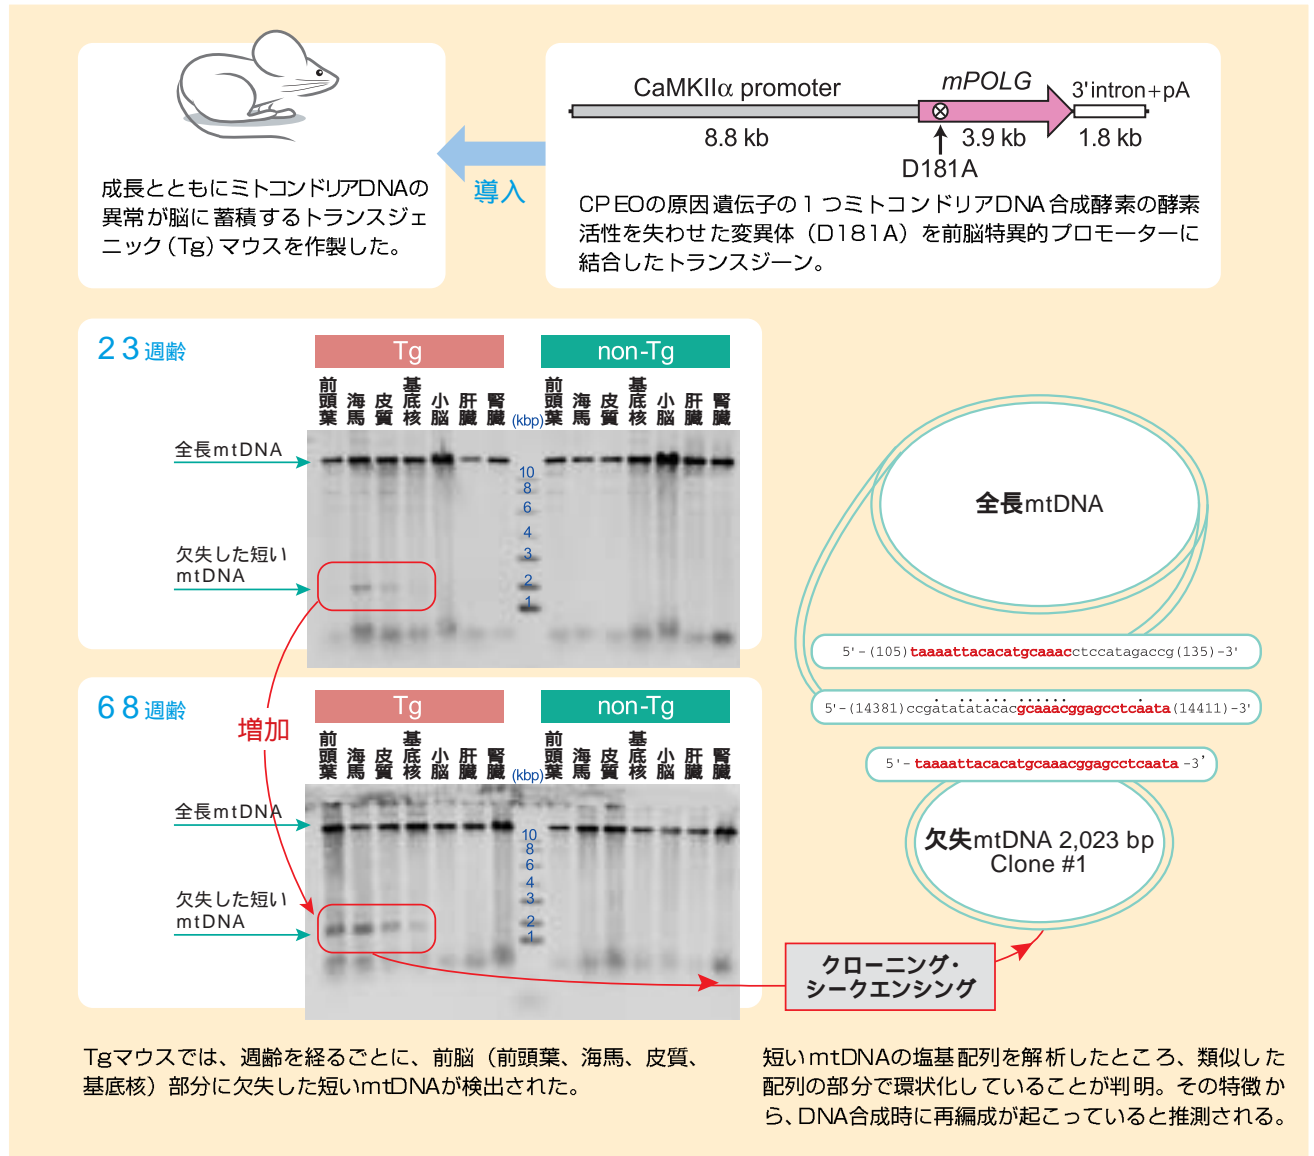 成長とともにミトコンドリアDNAの
異常が脳に蓄積するトランスジェ
ニック（Tg）マウスを作製した。
導入
CaMKIIα promoter
mPOLG
3'intron+pA
8.8 kb
3.9 kb
1.8 kb
D181A
CPEOの原因遺伝子の1つミトコンドリアDNA合成酵素の酵素
活性を失わせた変異体（D181A）を前脳特異的プロモーターに
結合したトランスジーン。
23週齢
Tg
non-Tg
前頭葉 海馬 皮質 基底核 小脳 肝臓 腎臓 (kbp) 前頭葉 海馬 皮質 基底核 小脳 肝臓 腎臓
全長mtDNA
10
8
6
4
3
2
1
欠失した短い
mtDNA
68週齢
Tg
non-Tg
増加
前頭葉 海馬 皮質 基底核 小脳 肝臓 腎臓 (kbp) 前頭葉 海馬 皮質 基底核 小脳 肝臓 腎臓
全長mtDNA
10
8
6
4
3
2
1
欠失した短い
mtDNA
全長mtDNA
5'-(105)taaaattacacatgcaaacctccatagaccg(135)-3'
5'-(14381)ccgatatatacacgcaaacggagcctcaata(14411)-3'
5'-taaaattacacatgcaaacggagcctcaata-3'
欠失mtDNA 2,023 bp
Clone #1
クローニング・
シークエンシング
Tgマウスでは、週齢を経るごとに、前脳（前頭葉、海馬、皮質、
基底核）部分に欠失した短いmtDNAが検出された。
短いmtDNAの塩基配列を解析したところ、類似した
配列の部分で環状化していることが判明。その特徴か
ら、DNA合成時に再編成が起こっていると推測される。